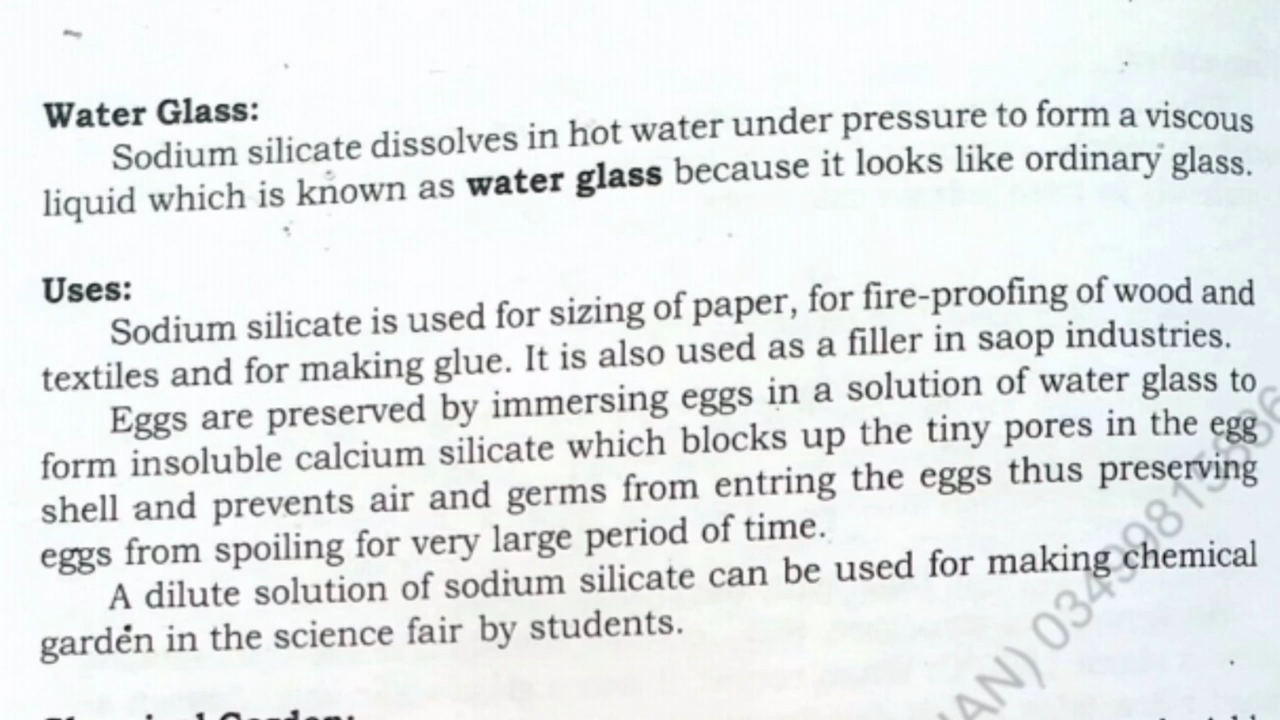 Water Glass:
Sodium silicate dissolves in hot water under pressure to form a viscous
liquid which is known as water glass because it looks like ordinary glass.
Uses:
Sodium silicate is used for sizing of paper, for fire-proofing of wood and
textiles and for making glue. It is also used as a filler in saop industries.
Eggs are preserved by immersing eggs in a solution of water glass to
form insoluble calcium silicate which blocks up the tiny pores in the egg
shell and prevents air and germs from entring the eggs thus preserving
eggs from spoiling for very large period of time.
A dilute solution of sodium silicate can be used for making chemical
garden in the science fair by students.
Garden: